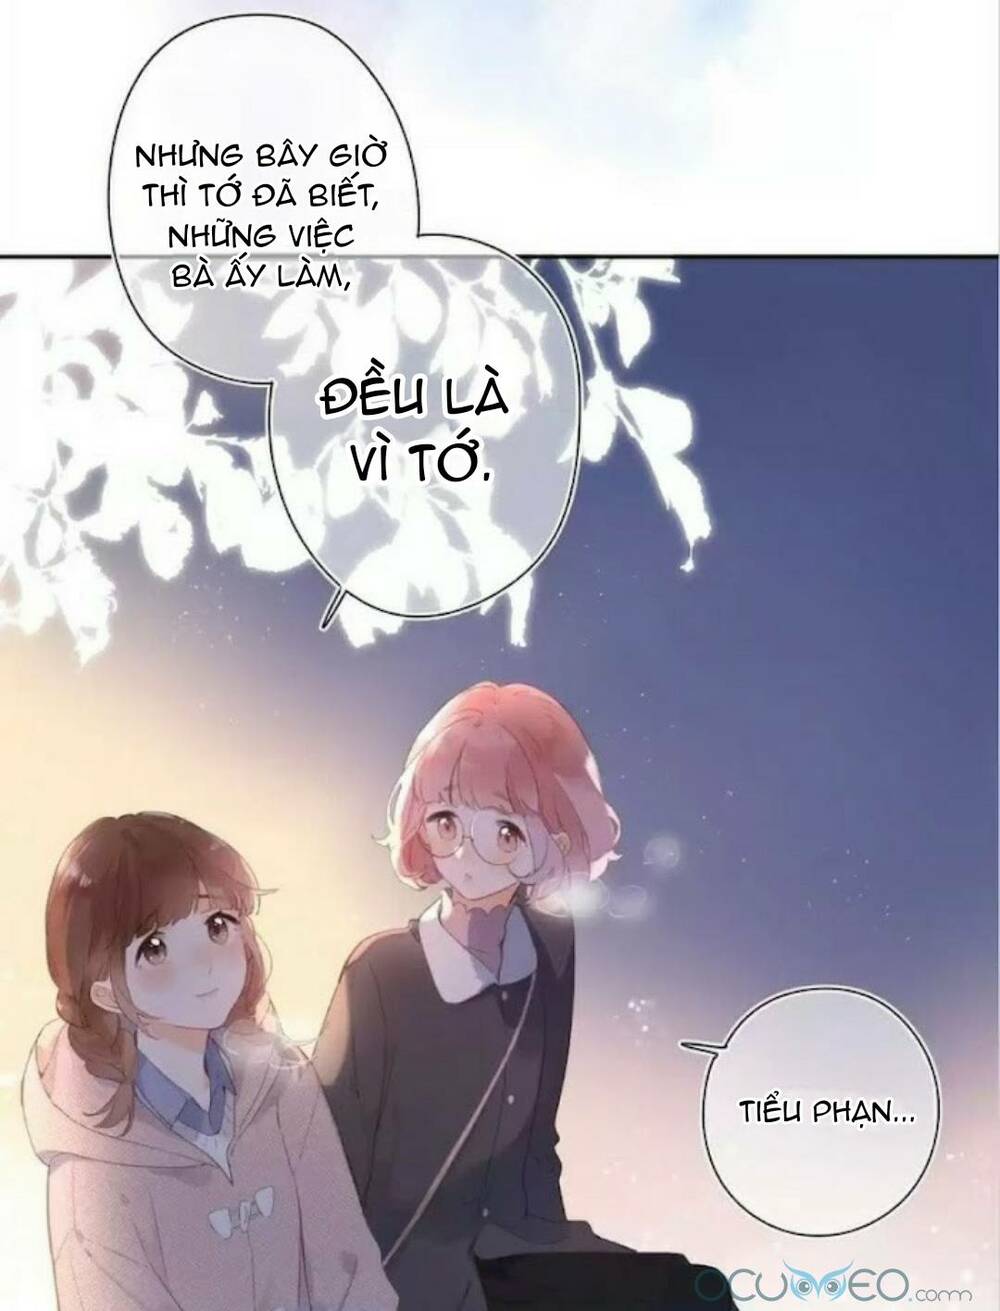 NHƯNG BÂY GIỜ
THÌ TỚ ĐÃ BIẾT,
NHỮNG VIỆC
BÀ ẤY LÀM,
ĐỀU LÀ
VÌ TỚ.
TIỂU PHẠN...
OCUMEO.com